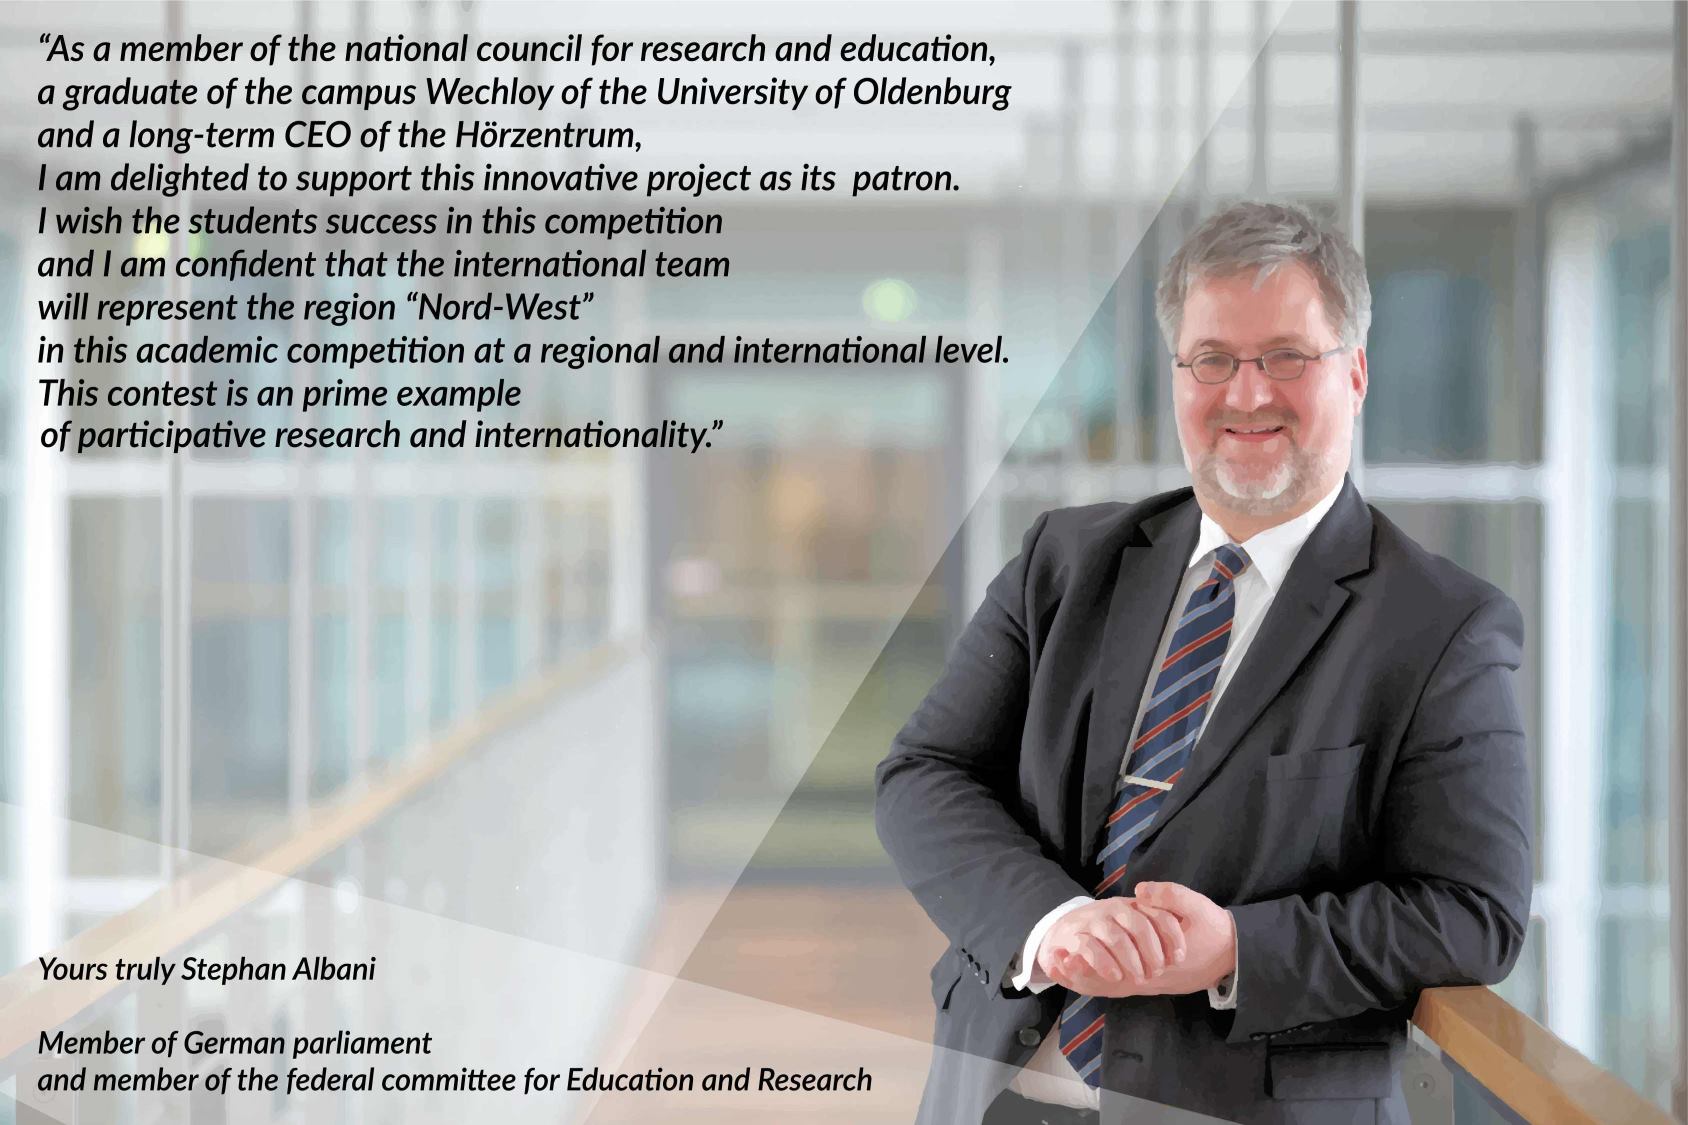 “As a member of the national council for research and education,
a graduate of the campus Wechloy of the University of Oldenburg
and a long-term CEO of the Hörzentrum,
I am delighted to support this innovative project as its  patron.
I wish the students success in this competition
and I am confident that the international team
will represent the region “Nord-West”
in this academic competition at a regional and international level.
This contest is an prime example
of participative research and internationality.”
Yours truly Stephan Albani
Member of German parliament
and member of the federal committee for Education and Research